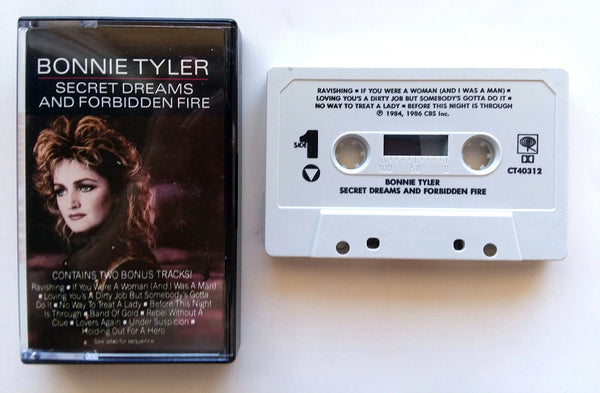 BONNIE TYLER
SECRET DREAMS
AND FORBIDDEN FIRE
CONTAINS TWO BONUS TRACKS!
Ravishing ■ If You Were A Woman (And I Was A Man)
■ Loving You's A Dirty Job But Somebody's Gotta
Do It ■ No Way To Treat A Lady ■ Before This Night
Is Through ■ Band Of Gold ■ Rebel Without A
Clue ■ Lovers Again ■ Under Suspicion ■
Holding Out For A Hero
See label for sequence.
RAVISHING ■ IF YOU WERE A WOMAN (AND I WAS A MAN) ■
LOVING YOU'S A DIRTY JOB BUT SOMEBODY'S GOTTA DO IT ■
NO WAY TO TREAT A LADY ■ BEFORE THIS NIGHT IS THROUGH
℗ 1984, 1986 CBS Inc.
SIDE 1
100 50 0
CT40312
BONNIE TYLER
SECRET DREAMS AND FORBIDDEN FIRE